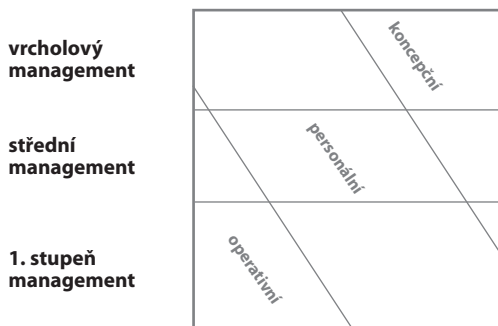 vrcholový
management
koncepční
střední
management
personální
1. stupeň
management
operativní